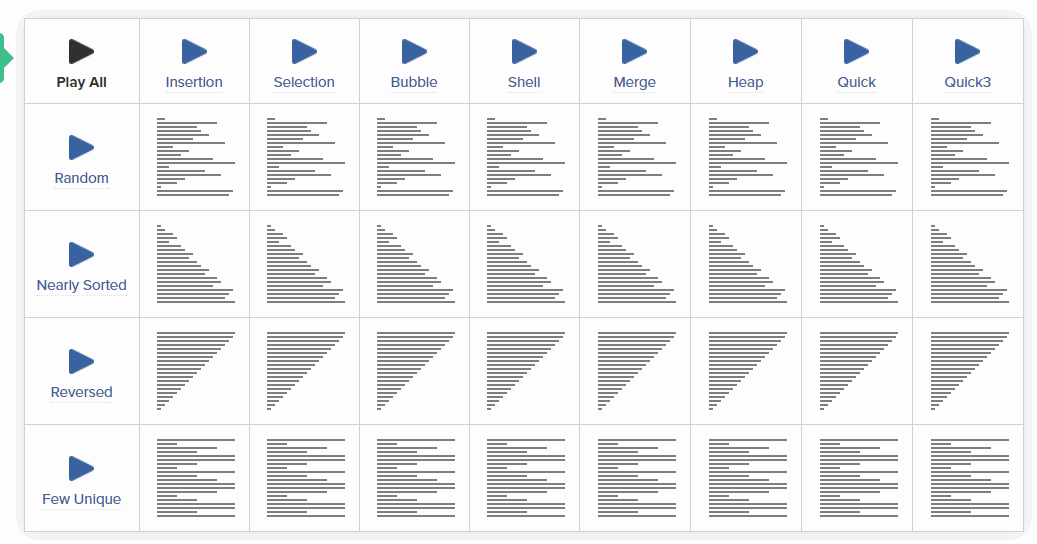 Play All
Insertion
Selection
Bubble
Shell
Merge
Heap
Quick
Quick3
Random
Nearly Sorted
Reversed
Few Unique